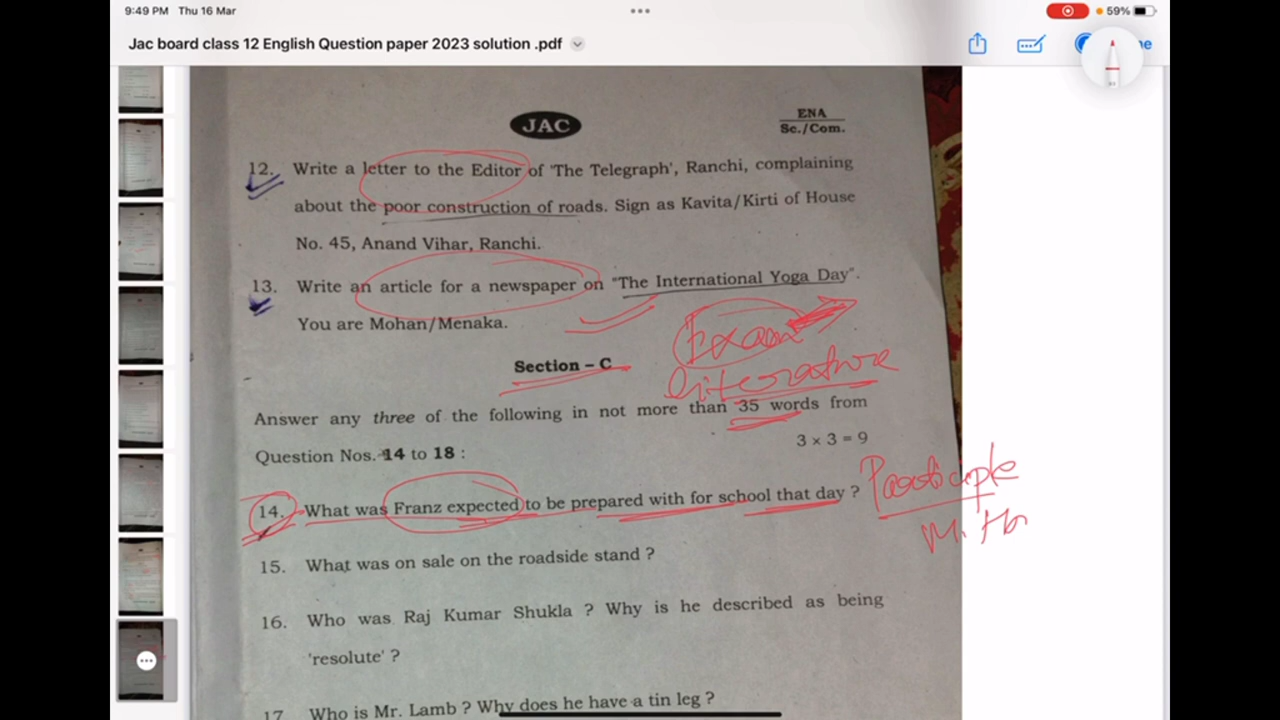 9:49 PM Thu 16 Mar
59%
Jac board class 12 English Question paper 2023 solution .pdf
JAC
ENA
Sc./Com.
12. Write a letter to the Editor of 'The Telegraph', Ranchi, complaining
about the poor construction of roads. Sign as Kavita/Kirti of House
No. 45, Anand Vihar, Ranchi.
13. Write an article for a newspaper on "The International Yoga Day".
You are Mohan/Menaka.
Exam
literature
Section – C
Answer any three of the following in not more than 35 words from
Question Nos. 14 to 18 :
3 × 3 = 9
14. What was Franz expected to be prepared with for school that day ?
Participle
15. What was on sale on the roadside stand ?
16. Who was Raj Kumar Shukla ? Why is he described as being
'resolute' ?
17. Who is Mr. Lamb ? Why does he have a tin leg ?